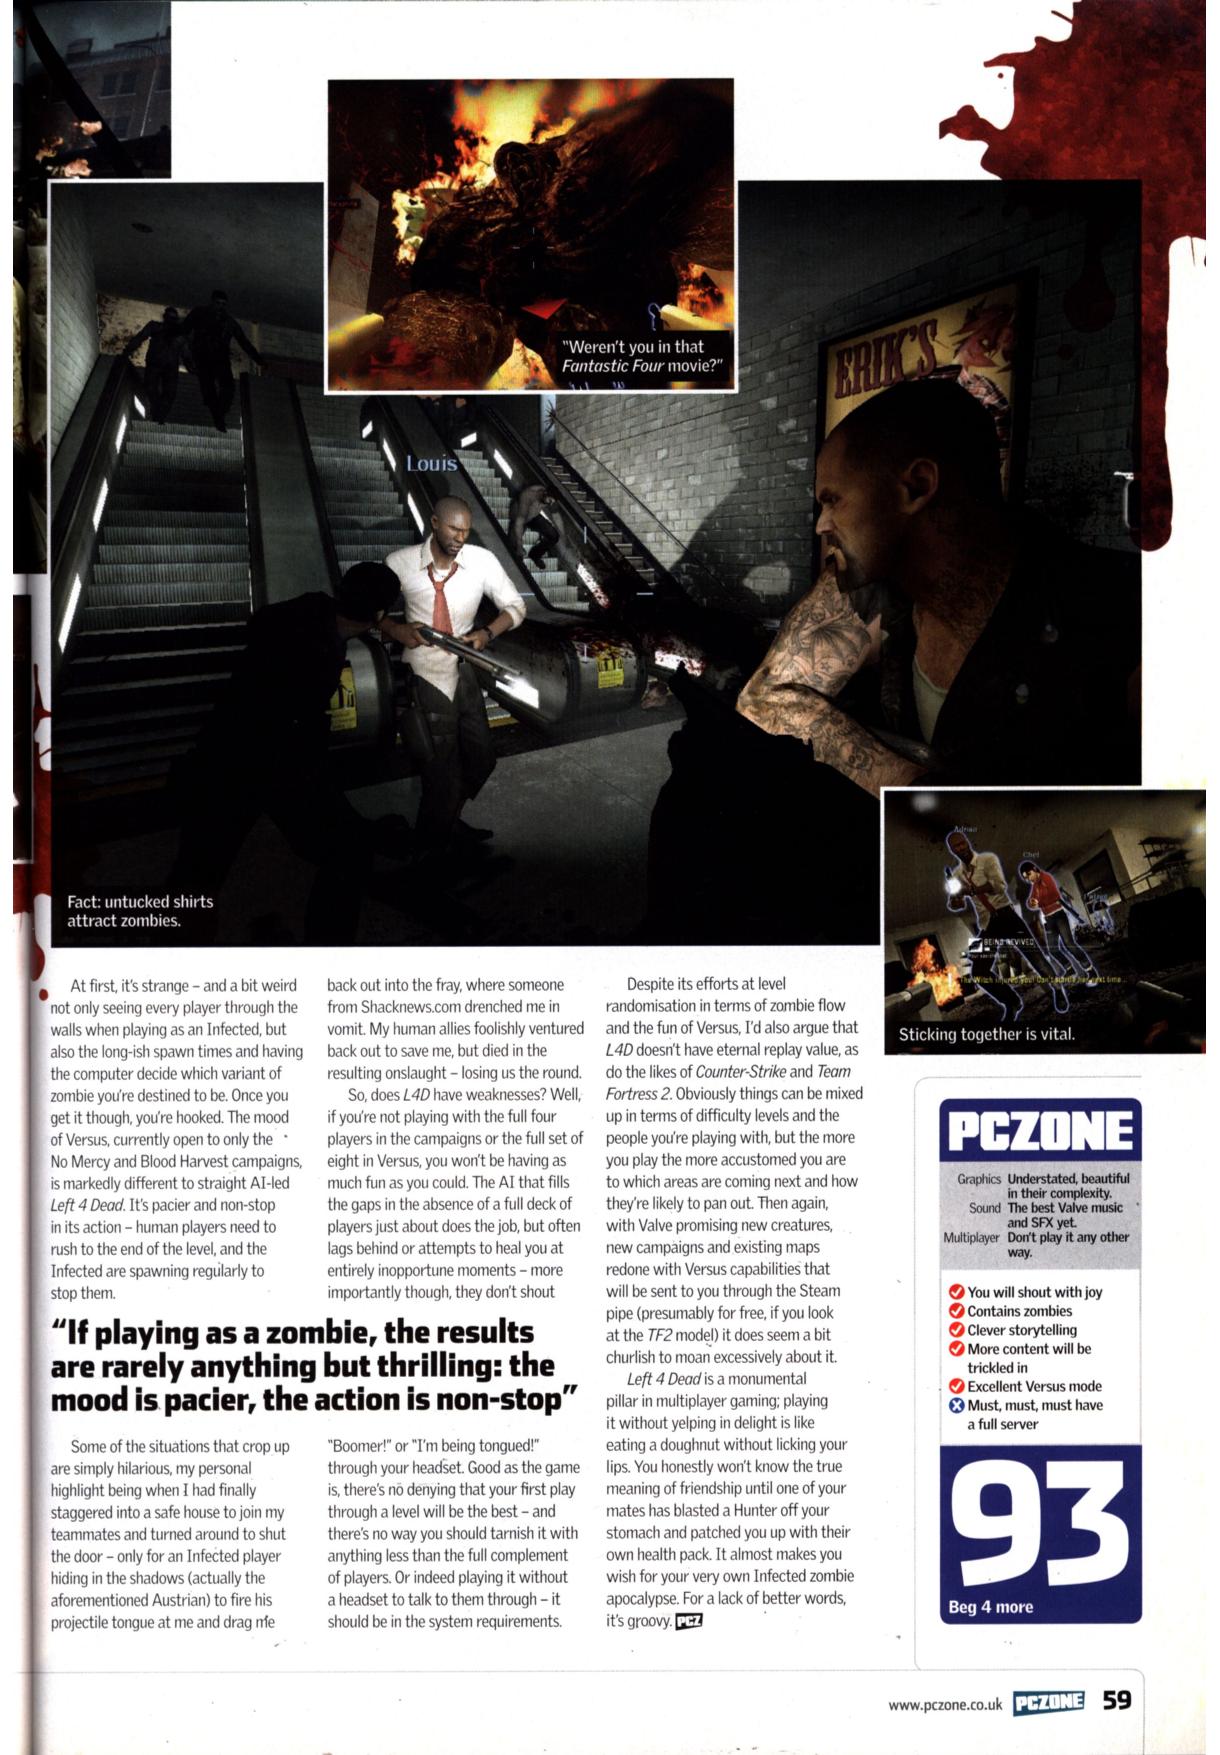 "Weren't you in that
Fantastic Four movie?"
ERIK'S
Louis
Fact: untucked shirts
attract zombies.
Adrian
Chet
BEING REVIVED
Sticking together is vital.
At first, it's strange – and a bit weird
not only seeing every player through the
walls when playing as an Infected, but
also the long-ish spawn times and having
the computer decide which variant of
zombie you're destined to be. Once you
get it though, you're hooked. The mood
of Versus, currently open to only the
No Mercy and Blood Harvest campaigns,
is markedly different to straight AI-led
Left 4 Dead. It's pacier and non-stop
in its action – human players need to
rush to the end of the level, and the
Infected are spawning regularly to
stop them.
"If playing as a zombie, the results
are rarely anything but thrilling: the
mood is pacier, the action is non-stop"
Some of the situations that crop up
are simply hilarious, my personal
highlight being when I had finally
staggered into a safe house to join my
teammates and turned around to shut
the door – only for an Infected player
hiding in the shadows (actually the
aforementioned Austrian) to fire his
projectile tongue at me and drag me
back out into the fray, where someone
from Shacknews.com drenched me in
vomit. My human allies foolishly ventured
back out to save me, but died in the
resulting onslaught – losing us the round.
So, does L4D have weaknesses? Well,
if you're not playing with the full four
players in the campaigns or the full set of
eight in Versus, you won't be having as
much fun as you could. The AI that fills
the gaps in the absence of a full deck of
players just about does the job, but often
lags behind or attempts to heal you at
entirely inopportune moments – more
importantly though, they don't shout
"Boomer!" or "I'm being tongued!"
through your headset. Good as the game
is, there's no denying that your first play
through a level will be the best – and
there's no way you should tarnish it with
anything less than the full complement
of players. Or indeed playing it without
a headset to talk to them through – it
should be in the system requirements.
Despite its efforts at level
randomisation in terms of zombie flow
and the fun of Versus, I'd also argue that
L4D doesn't have eternal replay value, as
do the likes of Counter-Strike and Team
Fortress 2. Obviously things can be mixed
up in terms of difficulty levels and the
people you're playing with, but the more
you play the more accustomed you are
to which areas are coming next and how
they're likely to pan out. Then again,
with Valve promising new creatures,
new campaigns and existing maps
redone with Versus capabilities that
will be sent to you through the Steam
pipe (presumably for free, if you look
at the TF2 model) it does seem a bit
churlish to moan excessively about it.
Left 4 Dead is a monumental
pillar in multiplayer gaming; playing
it without yelping in delight is like
eating a doughnut without licking your
lips. You honestly won't know the true
meaning of friendship until one of your
mates has blasted a Hunter off your
stomach and patched you up with their
own health pack. It almost makes you
wish for your very own Infected zombie
apocalypse. For a lack of better words,
it's groovy. PCZ
PCZONE
Graphics Understated, beautiful
in their complexity.
Sound The best Valve music
and SFX yet.
Multiplayer Don't play it any other
way.
You will shout with joy
Contains zombies
Clever storytelling
More content will be
trickled in
Excellent Versus mode
Must, must, must have
a full server
93
Beg 4 more
www.pczone.co.uk PCZONE 59